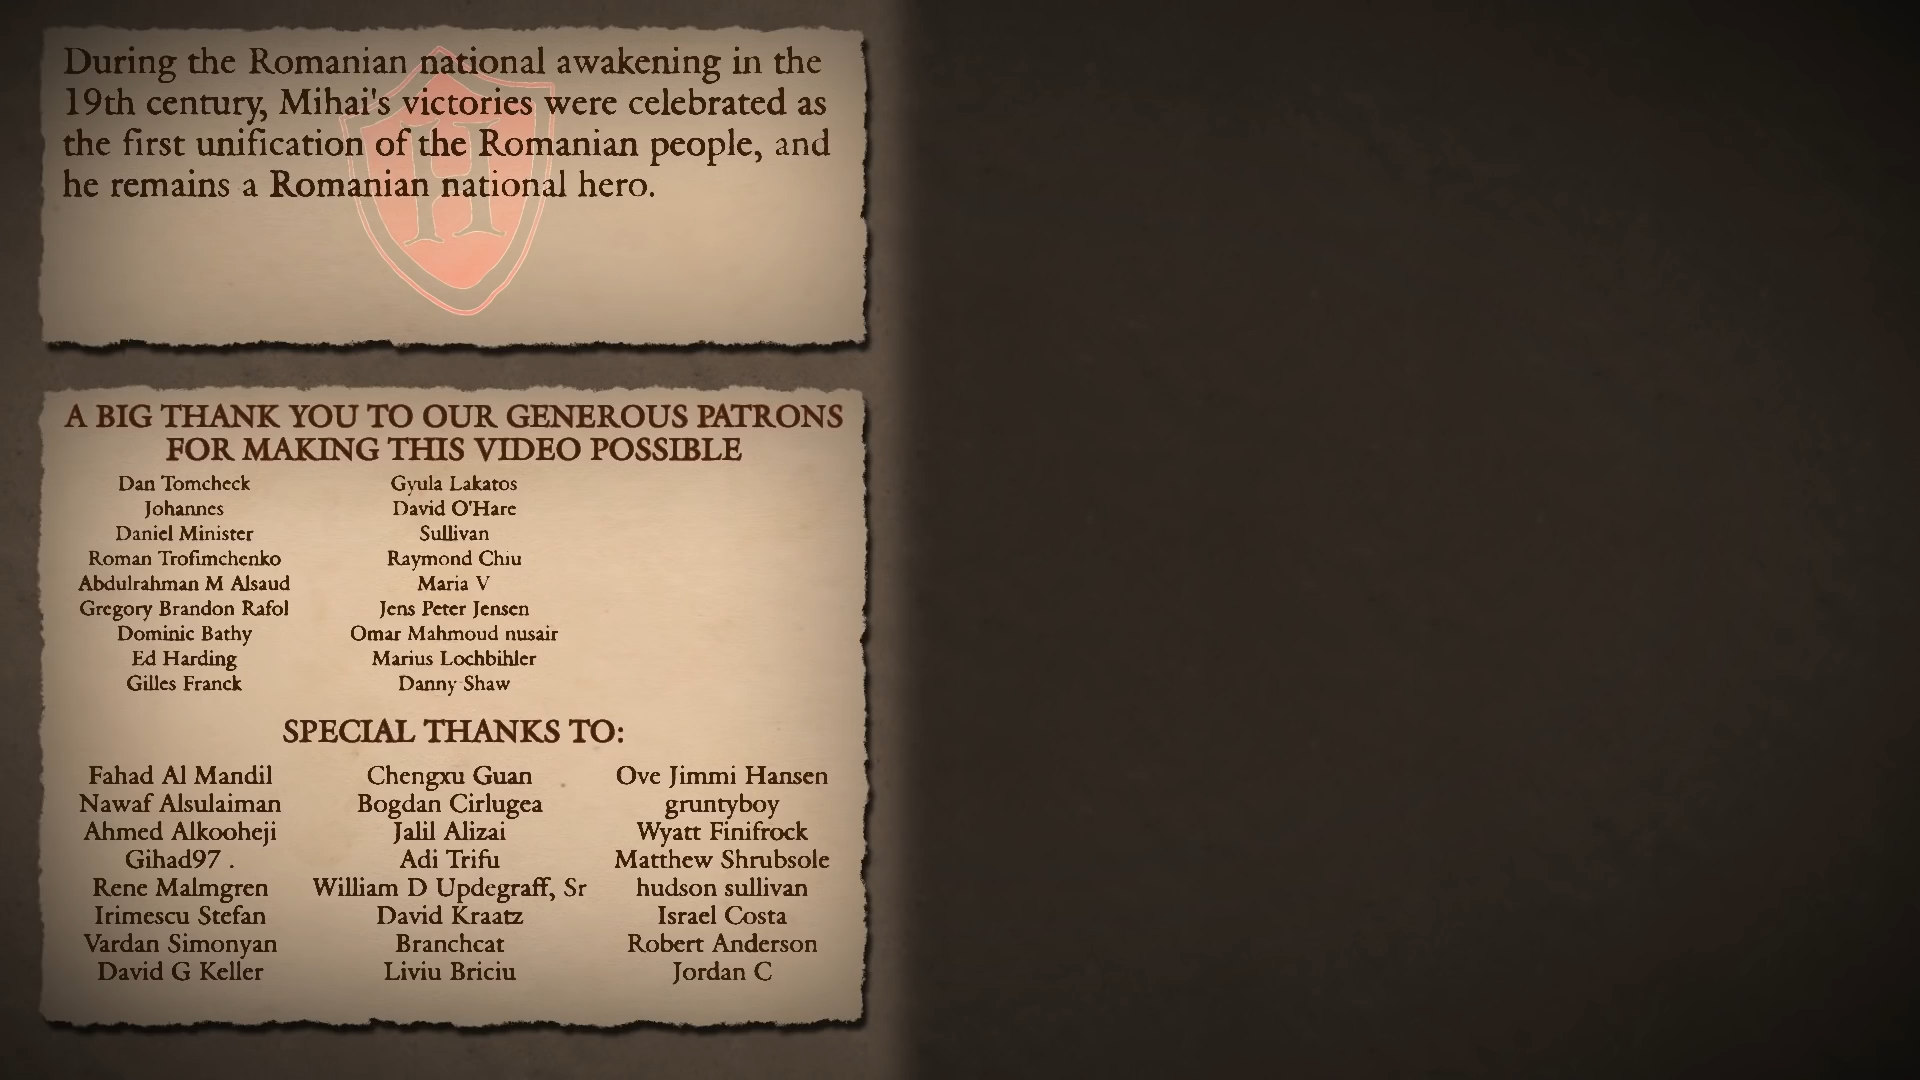 During the Romanian national awakening in the
19th century, Mihai's victories were celebrated as
the first unification of the Romanian people, and
he remains a Romanian national hero.
H
A BIG THANK YOU TO OUR GENEROUS PATRONS
FOR MAKING THIS VIDEO POSSIBLE
Dan Tomcheck
Johannes
Daniel Minister
Roman Trofimchenko
Abdulrahman M Alsaud
Gregory Brandon Rafol
Dominic Bathy
Ed Harding
Gilles Franck
Gyula Lakatos
David O'Hare
Sullivan
Raymond Chiu
Maria V
Jens Peter Jensen
Omar Mahmoud nusair
Marius Lochbihler
Danny Shaw
SPECIAL THANKS TO:
Fahad Al Mandil
Nawaf Alsulaiman
Ahmed Alkooheji
Gihad97 .
Rene Malmgren
Irimescu Stefan
Vardan Simonyan
David G Keller
Chengxu Guan
Bogdan Cirlugea
Jalil Alizai
Adi Trifu
William D Updegraff, Sr
David Kraatz
Branchcat
Liviu Briciu
Ove Jimmi Hansen
gruntyboy
Wyatt Finifrock
Matthew Shrubsole
hudson sullivan
Israel Costa
Robert Anderson
Jordan C